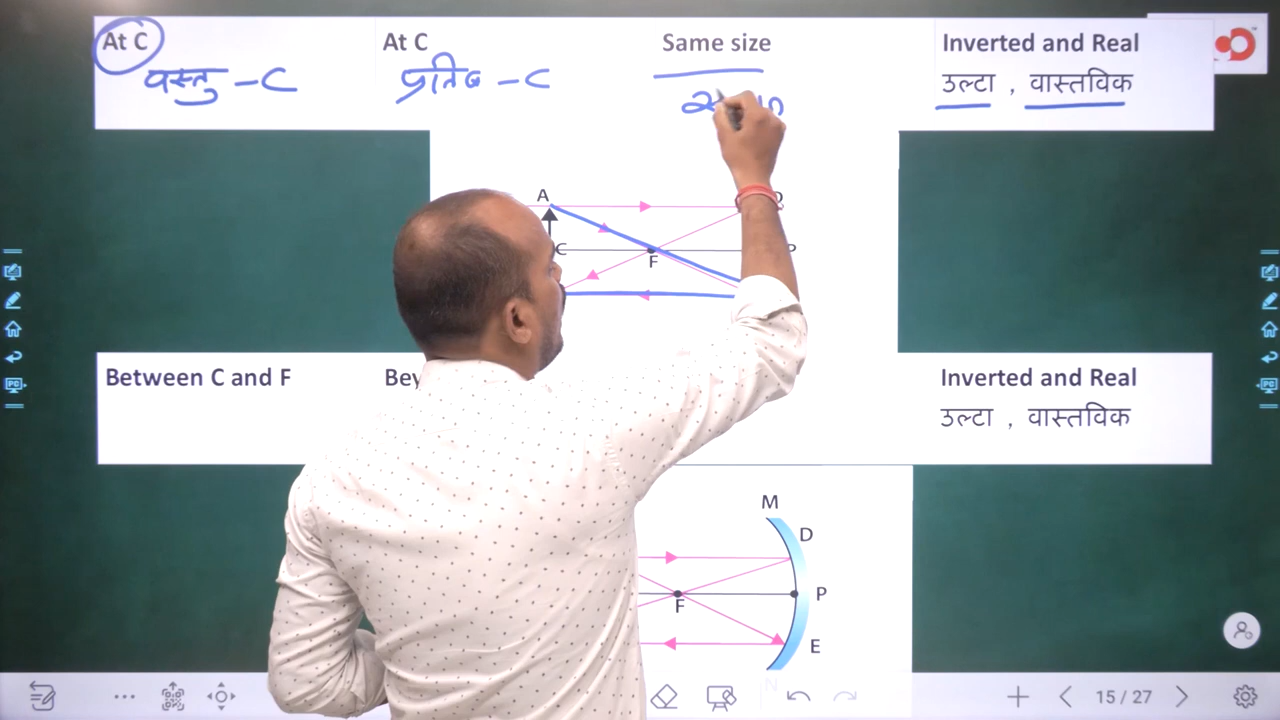 At C At C Same size Inverted and Real
वस्तु – C प्रतिब – C उल्टा , वास्तविक
A D
C F P
Between C and F Inverted and Real
उल्टा , वास्तविक
M
D
F P
E
N
15 / 27